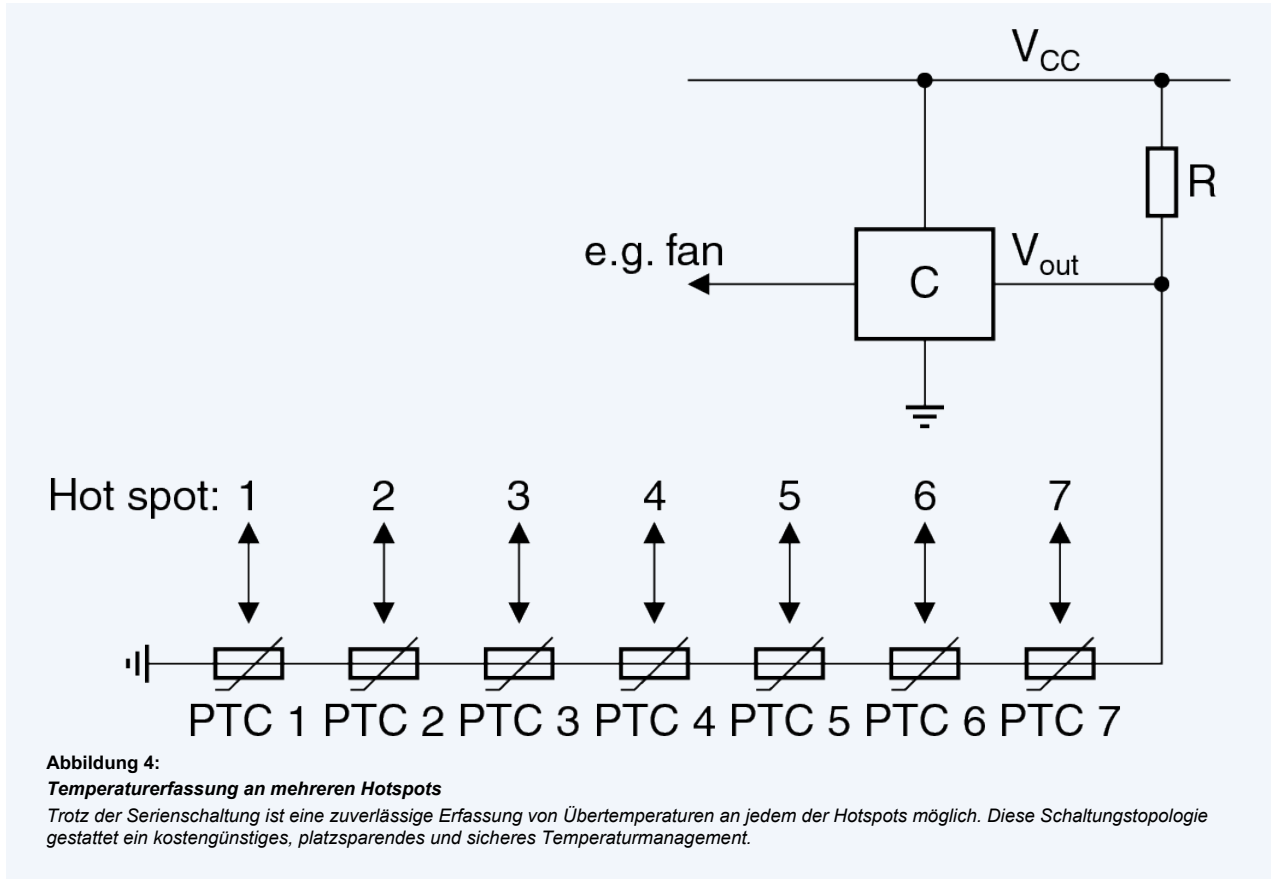 V_CC
R
e.g. fan
V_out
C
Hot spot: 1 2 3 4 5 6 7
PTC 1 PTC 2 PTC 3 PTC 4 PTC 5 PTC 6 PTC 7
Abbildung 4:
Temperaturerfassung an mehreren Hotspots
Trotz der Serienschaltung ist eine zuverlässige Erfassung von Übertemperaturen an jedem der Hotspots möglich. Diese Schaltungstopologie
gestattet ein kostengünstiges, platzsparendes und sicheres Temperaturmanagement.